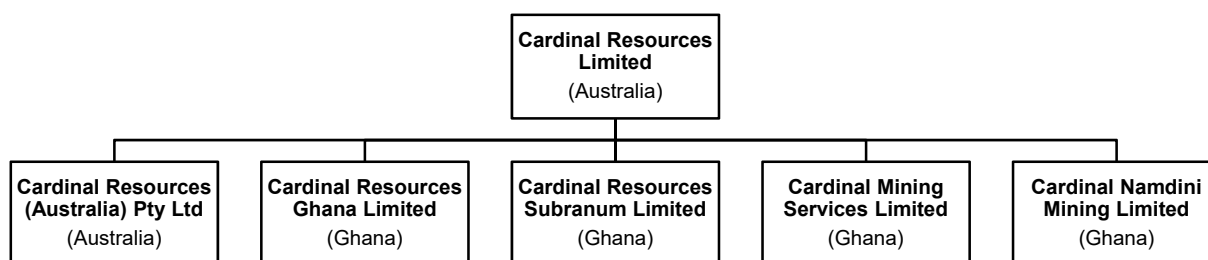 Cardinal Resources
Limited
(Australia)
Cardinal Resources
(Australia) Pty Ltd
(Australia)
Cardinal Resources
Ghana Limited
(Ghana)
Cardinal Resources
Subranum Limited
(Ghana)
Cardinal Mining
Services Limited
(Ghana)
Cardinal Namdini
Mining Limited
(Ghana)